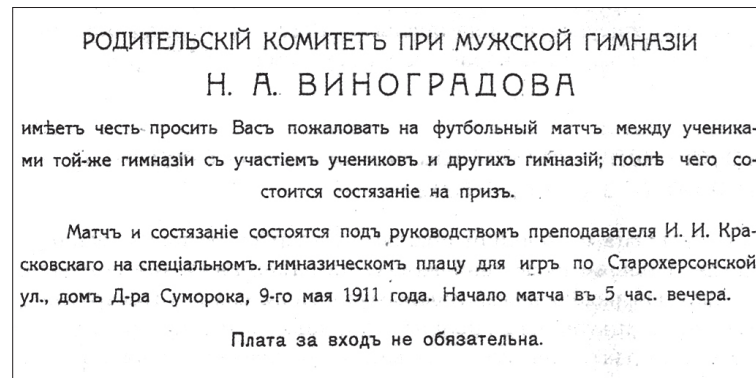 РОДИТЕЛЬСКІЙ КОМИТЕТЪ ПРИ МУЖСКОЙ ГИМНАЗІИ
Н. А. ВИНОГРАДОВА
имѣетъ честь просить Васъ пожаловать на футбольный матчъ между ученика-
ми той-же гимназіи съ участіемъ учениковъ и другихъ гимназій; послѣ чего со-
стоится состязаніе на призъ.
Матчъ и состязаніе состоятся подъ руководствомъ преподавателя И. И. Кра-
сковскаго на спеціальномъ гимназическомъ плацу для игръ по Старохерсонской
ул., домъ Д-ра Суморока, 9-го мая 1911 года. Начало матча въ 5 час. вечера.
Плата за входъ не обязательна.